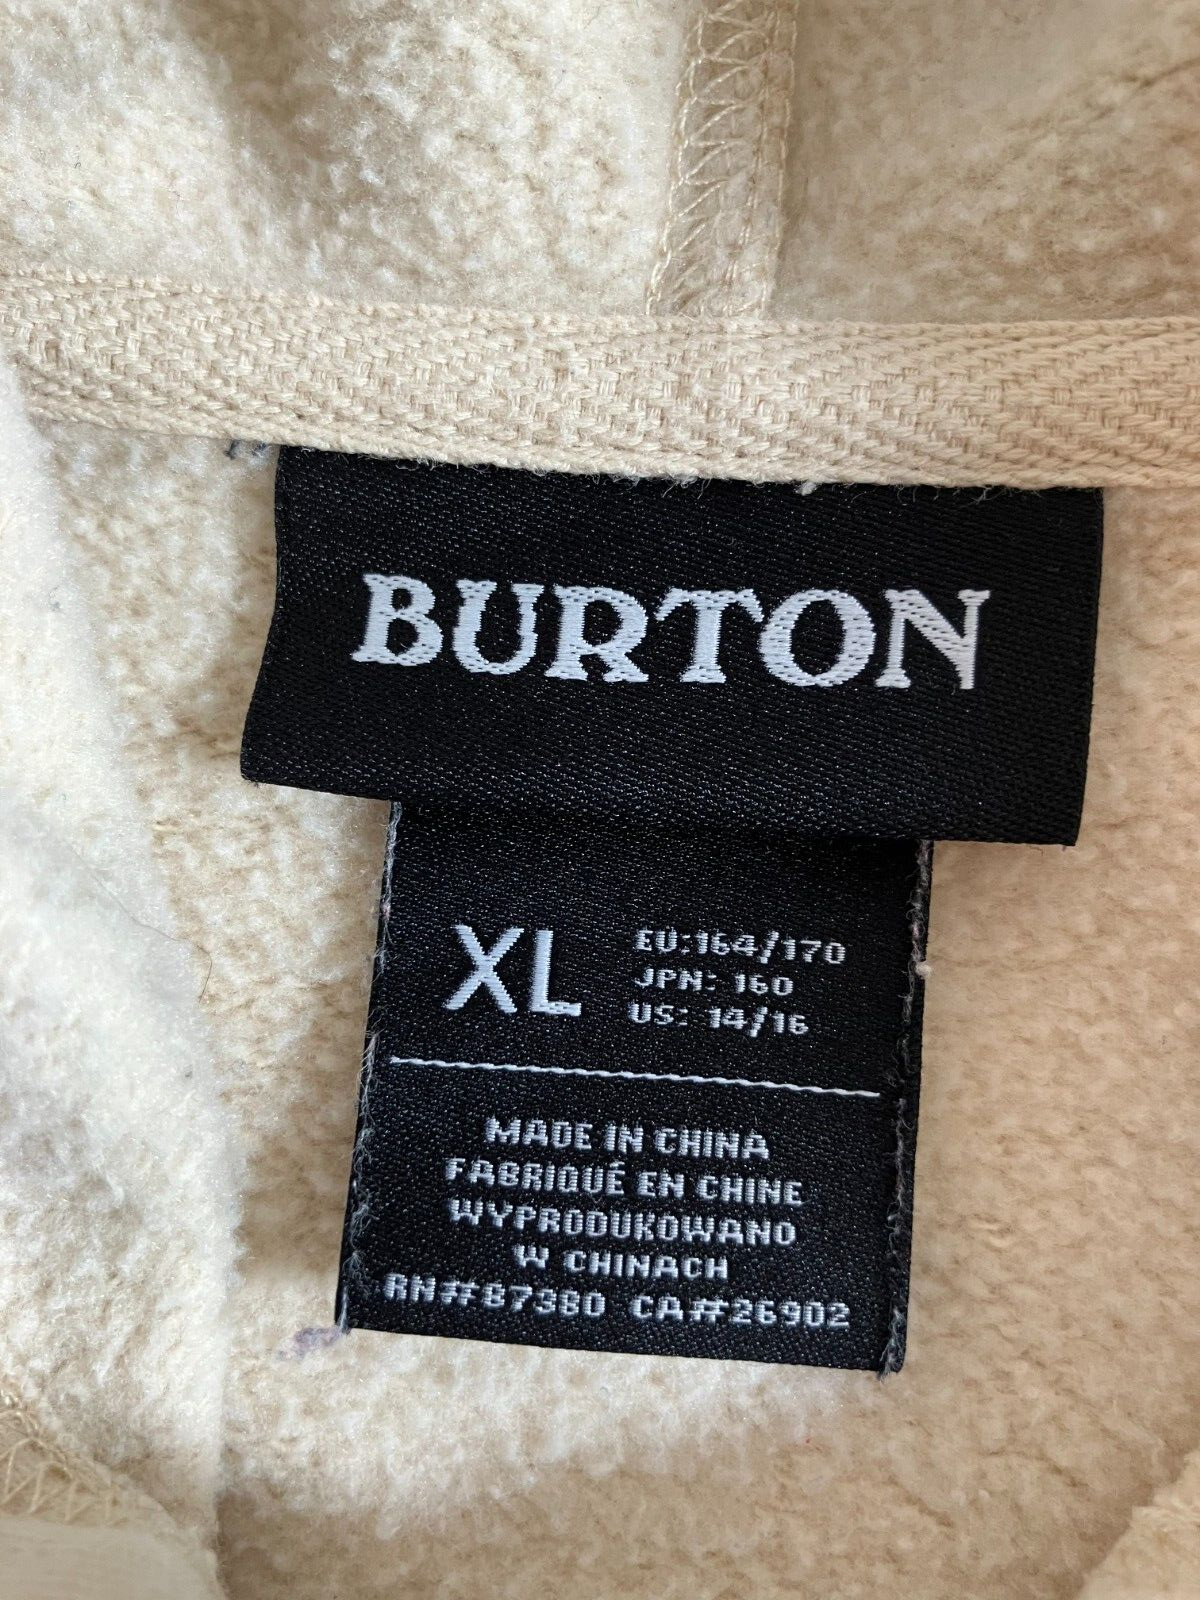 BURTON
XL
EU:164/170
JPN: 160
US: 14/16
MADE IN CHINA
FABRIQUÉ EN CHINE
WYPRODUKOWANO
W CHINACH
RN#87380 CA#26902